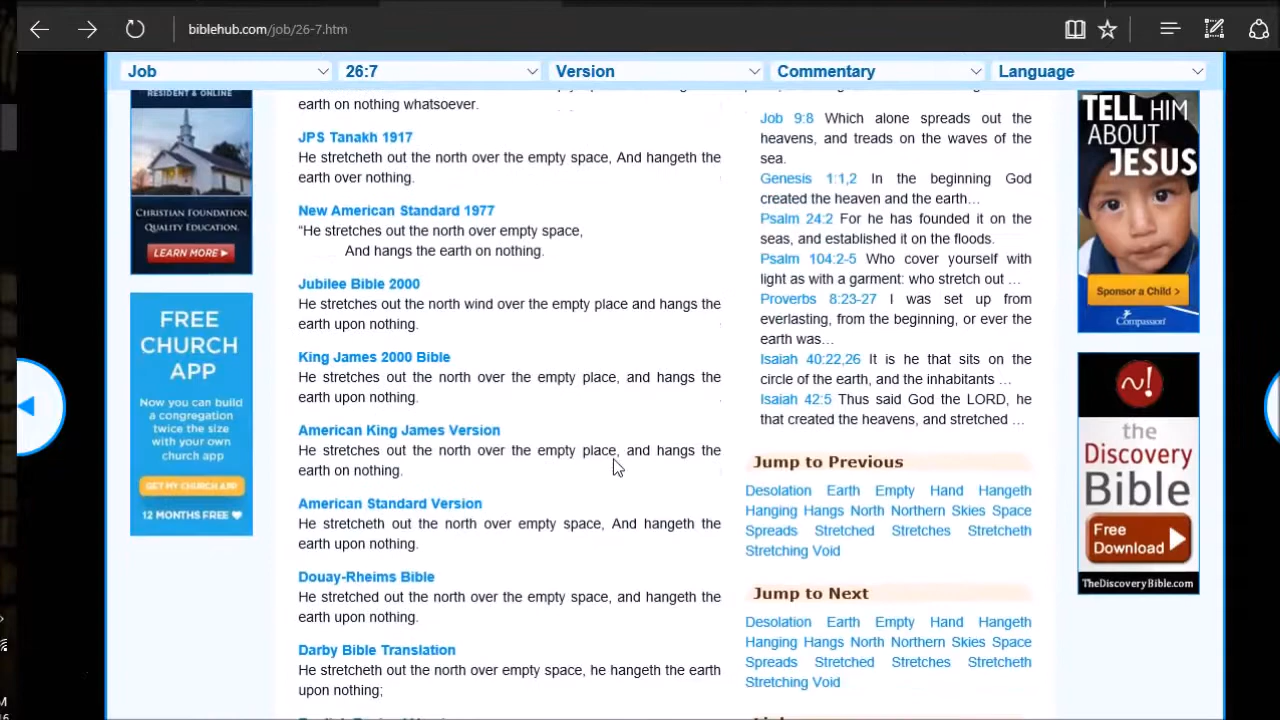 biblehub.com/job/26-7.htm
Job
26:7
Version
Commentary
Language
RESIDENT & ONLINE
CHRISTIAN FOUNDATION.
QUALITY EDUCATION.
LEARN MORE
FREE
CHURCH
APP
Now you can build
a congregation
twice the size
with your own
church app
GET MY CHURCH APP
12 MONTHS FREE
earth on nothing whatsoever.
JPS Tanakh 1917
He stretcheth out the north over the empty space, And hangeth the
earth over nothing.
New American Standard 1977
“He stretches out the north over empty space,
And hangs the earth on nothing.
Jubilee Bible 2000
He stretches out the north wind over the empty place and hangs the
earth upon nothing.
King James 2000 Bible
He stretches out the north over the empty place, and hangs the
earth upon nothing.
American King James Version
He stretches out the north over the empty place, and hangs the
earth on nothing.
American Standard Version
He stretcheth out the north over empty space, And hangeth the
earth upon nothing.
Douay-Rheims Bible
He stretched out the north over the empty space, and hangeth the
earth upon nothing.
Darby Bible Translation
He stretcheth out the north over empty space, he hangeth the earth
upon nothing;
Job 9:8 Which alone spreads out the
heavens, and treads on the waves of the
sea.
Genesis 1:1,2 In the beginning God
created the heaven and the earth…
Psalm 24:2 For he has founded it on the
seas, and established it on the floods.
Psalm 104:2-5 Who cover yourself with
light as with a garment: who stretch out …
Proverbs 8:23-27 I was set up from
everlasting, from the beginning, or ever the
earth was…
Isaiah 40:22,26 It is he that sits on the
circle of the earth, and the inhabitants …
Isaiah 42:5 Thus said God the LORD, he
that created the heavens, and stretched …
Jump to Previous
Desolation Earth Empty Hand Hangeth
Hanging Hangs North Northern Skies Space
Spreads Stretched Stretches Stretcheth
Stretching Void
Jump to Next
Desolation Earth Empty Hand Hangeth
Hanging Hangs North Northern Skies Space
Spreads Stretched Stretches Stretcheth
Stretching Void
TELL HIM
ABOUT
JESUS
Sponsor a Child >
Compassion
the
Discovery
Bible
Free
Download
TheDiscoveryBible.com